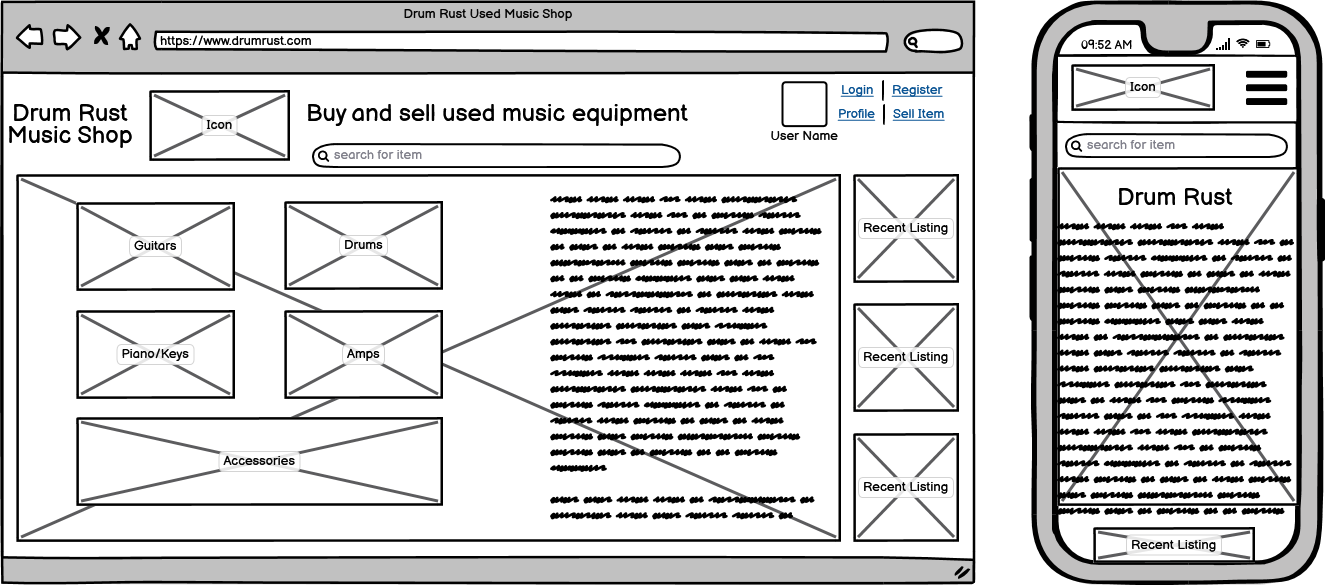 Drum Rust Used Music Shop
https://www.drumrust.com
Drum Rust
Music Shop
Icon
Buy and sell used music equipment
search for item
User Name
Login
Register
Profile
Sell Item
Guitars
Drums
Piano/Keys
Amps
Accessories
Recent Listing
Recent Listing
Recent Listing
09:52 AM
Icon
search for item
Drum Rust
Recent Listing